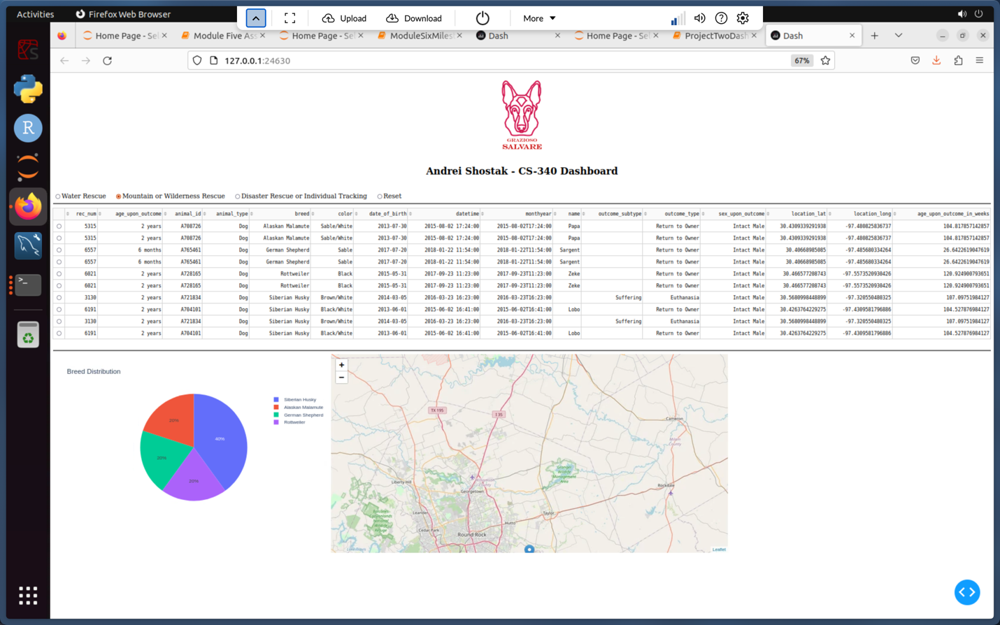 Activities Firefox Web Browser
Upload Download More
Home Page - Sel
Module Five Ass
Home Page - Sel
ModuleSixMiles
Dash
Home Page - Sel
ProjectTwoDash
Dash
127.0.0.1:24630 67%
GRAZIOSO
SALVARE
Andrei Shostak - CS-340 Dashboard
Water Rescue Mountain or Wilderness Rescue Disaster Rescue or Individual Tracking Reset
rec_num age_upon_outcome animal_id animal_type breed color date_of_birth datetime monthyear name outcome_subtype outcome_type sex_upon_outcome location_lat location_long age_upon_outcome_in_weeks
5315 2 years A708726 Dog Alaskan Malamute Sable/White 2013-07-30 2015-08-02 17:24:00 2015-08-02T17:24:00 Papa Return to Owner Intact Male 30.4309339291938 -97.480825836737 104.817857142857
5315 2 years A708726 Dog Alaskan Malamute Sable/White 2013-07-30 2015-08-02 17:24:00 2015-08-02T17:24:00 Papa Return to Owner Intact Male 30.4309339291938 -97.480825836737 104.817857142857
6557 6 months A765461 Dog German Shepherd Sable 2017-07-20 2018-01-22 11:54:00 2018-01-22T11:54:00 Sargent Return to Owner Intact Male 30.40668985085 -97.485680334264 26.6422619047619
6557 6 months A765461 Dog German Shepherd Sable 2017-07-20 2018-01-22 11:54:00 2018-01-22T11:54:00 Sargent Return to Owner Intact Male 30.40668985085 -97.485680334264 26.6422619047619
6021 2 years A728165 Dog Rottweiler Black 2015-05-31 2017-09-23 11:23:00 2017-09-23T11:23:00 Zeke Return to Owner Intact Male 30.466577208743 -97.5573520930426 120.924900793651
6021 2 years A728165 Dog Rottweiler Black 2015-05-31 2017-09-23 11:23:00 2017-09-23T11:23:00 Zeke Return to Owner Intact Male 30.466577208743 -97.5573520930426 120.924900793651
3130 2 years A721834 Dog Siberian Husky Brown/White 2014-03-05 2016-03-23 16:23:00 2016-03-23T16:23:00 Suffering Euthanasia Intact Male 30.5680998448899 -97.320550480325 107.09751984127
6191 2 years A704101 Dog Siberian Husky Black/White 2013-06-01 2015-06-02 16:41:00 2015-06-02T16:41:00 Lobo Return to Owner Intact Male 30.4263764229275 -97.4309581796886 104.527876984127
3130 2 years A721834 Dog Siberian Husky Brown/White 2014-03-05 2016-03-23 16:23:00 2016-03-23T16:23:00 Suffering Euthanasia Intact Male 30.5680998448899 -97.320550480325 107.09751984127
6191 2 years A704101 Dog Siberian Husky Black/White 2013-06-01 2015-06-02 16:41:00 2015-06-02T16:41:00 Lobo Return to Owner Intact Male 30.4263764229275 -97.4309581796886 104.527876984127
Breed Distribution
Siberian Husky
Alaskan Malamute
German Shepherd
Rottweiler
20%
40%
20%
20%
+
−
TX 195
I 35
Cameron
Milam
County
Granger
Wildlife
Management
Area
Liberty Hill
Georgetown
Rockdale
Leander
Taylor
Hutto
Balcones
Canyonlands
National
Wildlife
Refuge
Cedar Park
Round Rock
Leaflet